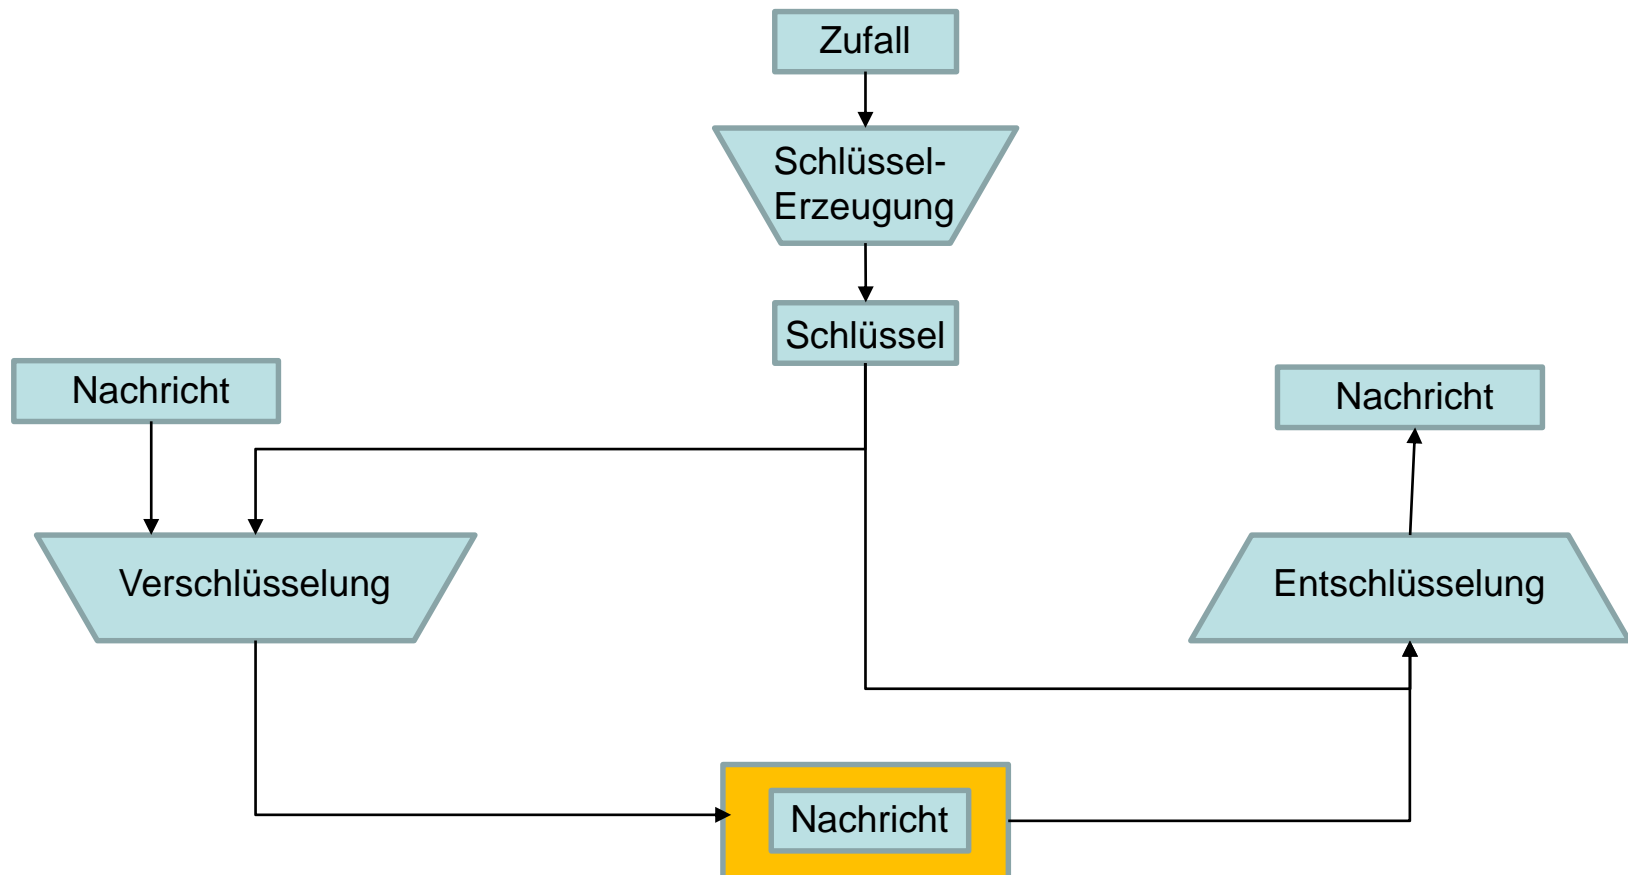 Zufall
Schlüssel-
Erzeugung
Schlüssel
Nachricht
Nachricht
Verschlüsselung
Entschlüsselung
Nachricht